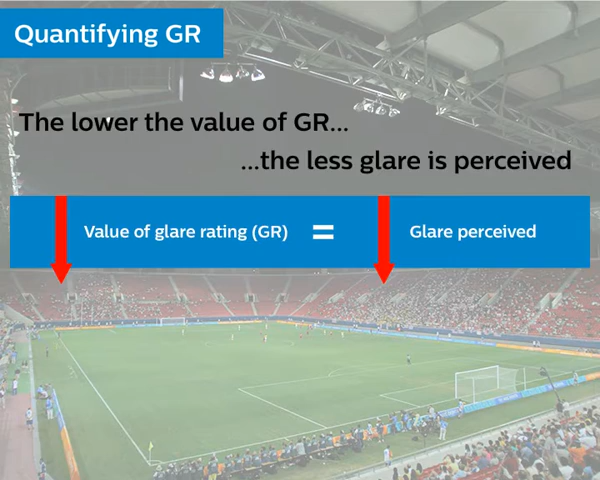 Quantifying GR
The lower the value of GR...
...the less glare is perceived
Value of glare rating (GR) = Glare perceived